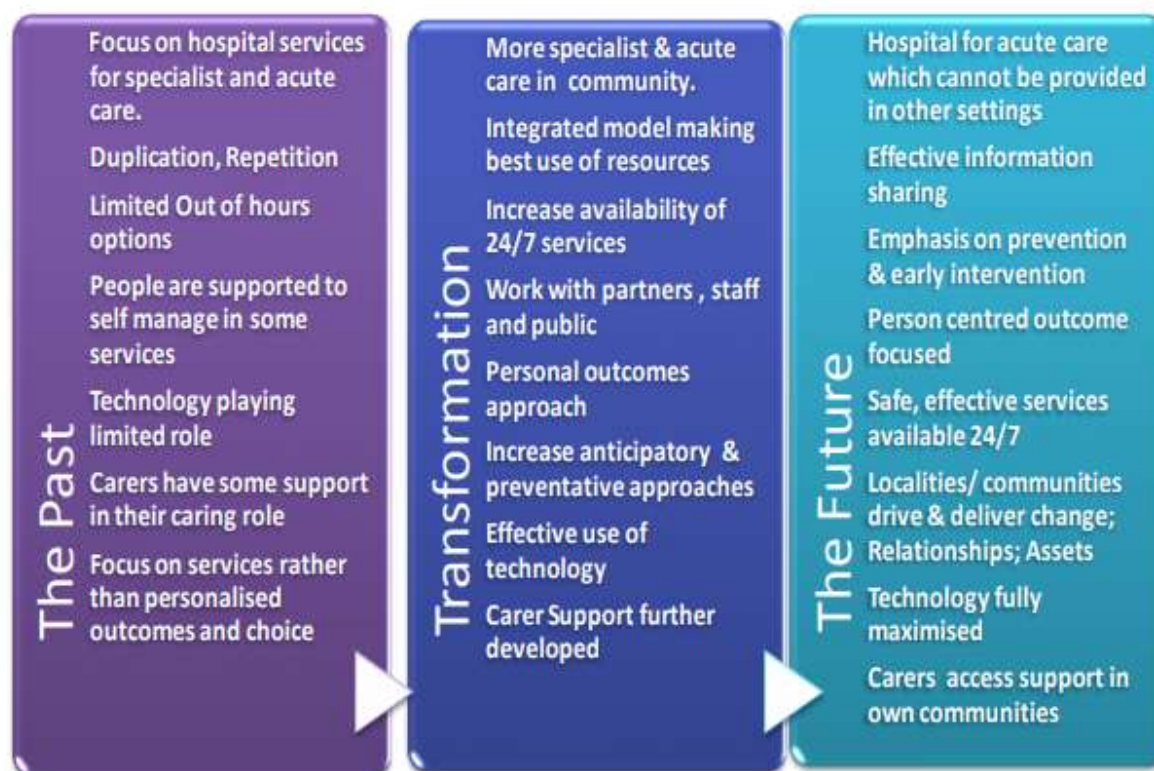 The Past
Focus on hospital services
for specialist and acute
care.
Duplication, Repetition
Limited Out of hours
options
People are supported to
self manage in some
services
Technology playing
limited role
Carers have some support
in their caring role
Focus on services rather
than personalised
outcomes and choice
Transformation
More specialist & acute
care in community.
Integrated model making
best use of resources
Increase availability of
24/7 services
Work with partners , staff
and public
Personal outcomes
approach
Increase anticipatory &
preventative approaches
Effective use of
technology
Carer Support further
developed
The Future
Hospital for acute care
which cannot be provided
in other settings
Effective information
sharing
Emphasis on prevention
& early intervention
Person centred outcome
focused
Safe, effective services
available 24/7
Localities/ communities
drive & deliver change;
Relationships; Assets
Technology fully
maximised
Carers access support in
own communities